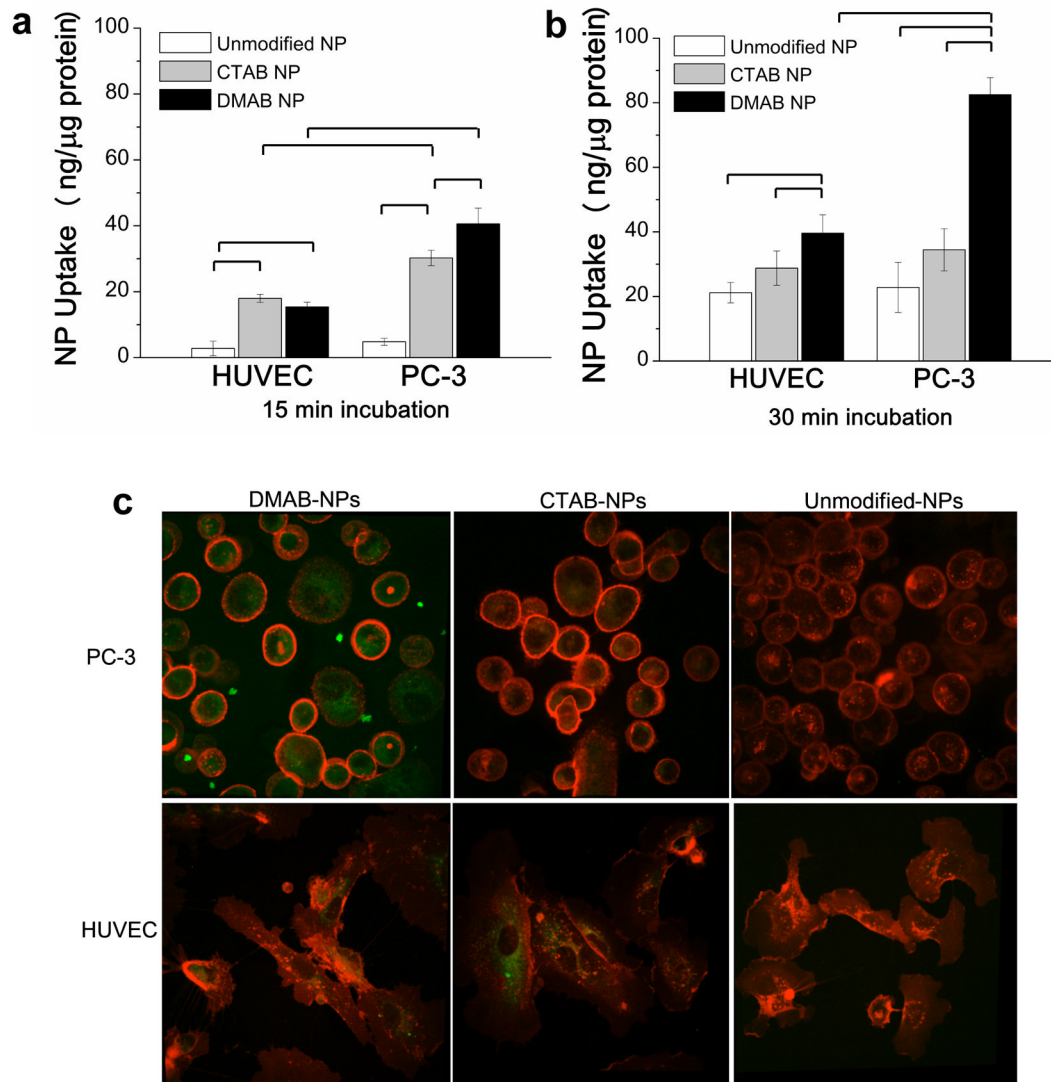 a
NP Uptake ( ng/μg protein)
100
80
60
40
20
0
Unmodified NP
CTAB NP
DMAB NP
HUVEC PC-3
15 min incubation
b
NP Uptake ( ng/μg protein)
100
80
60
40
20
0
Unmodified NP
CTAB NP
DMAB NP
HUVEC PC-3
30 min incubation
c
DMAB-NPs CTAB-NPs Unmodified-NPs
PC-3
HUVEC